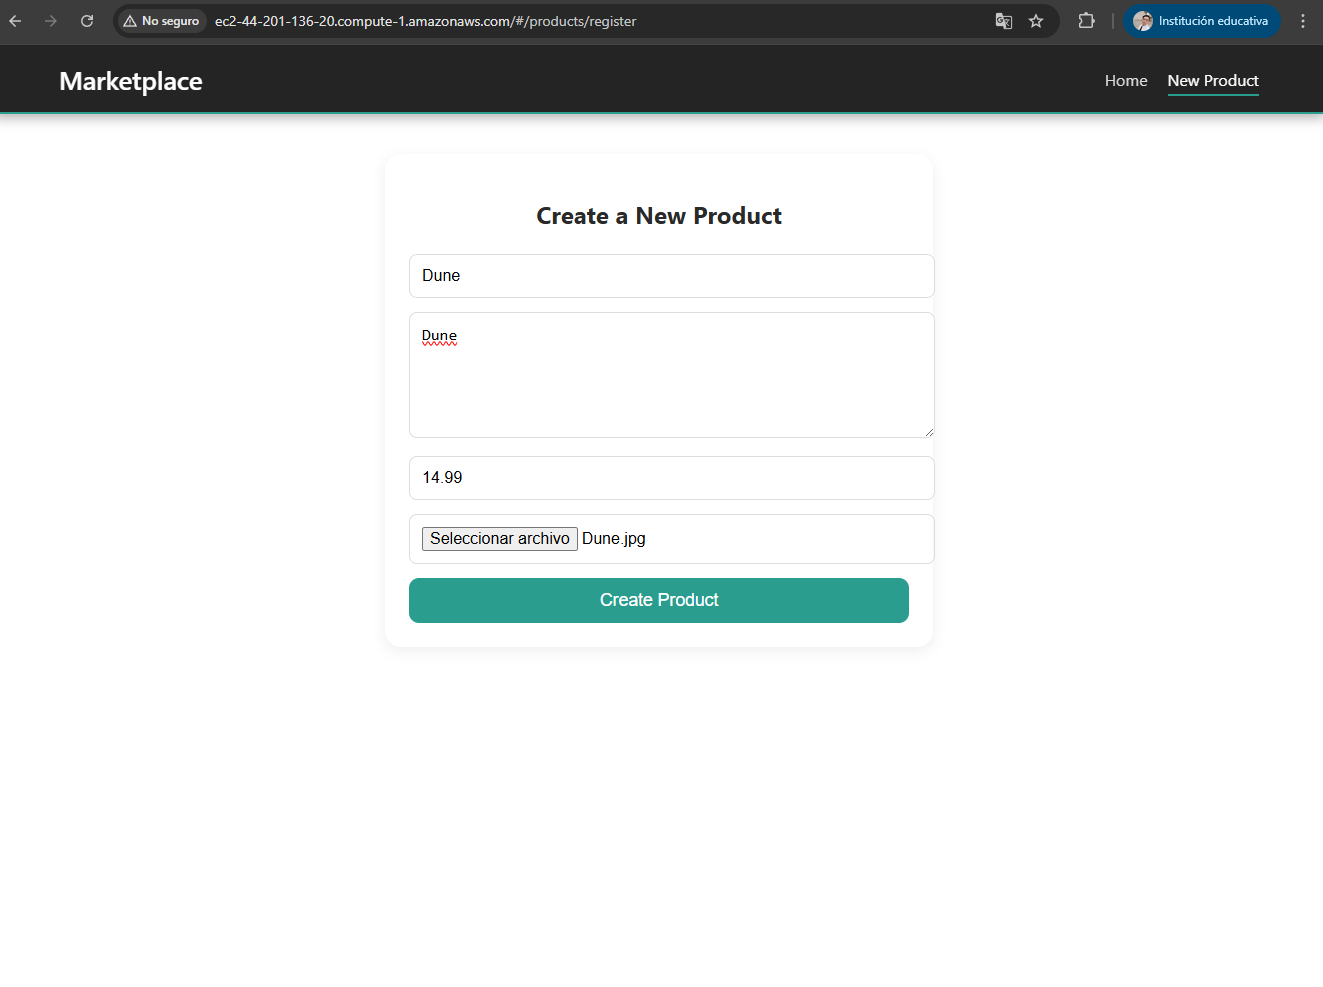 No seguro
ec2-44-201-136-20.compute-1.amazonaws.com/#/products/register
Institución educativa
Marketplace
Home
New Product
Create a New Product
Dune
Dune
14.99
Seleccionar archivo Dune.jpg
Create Product